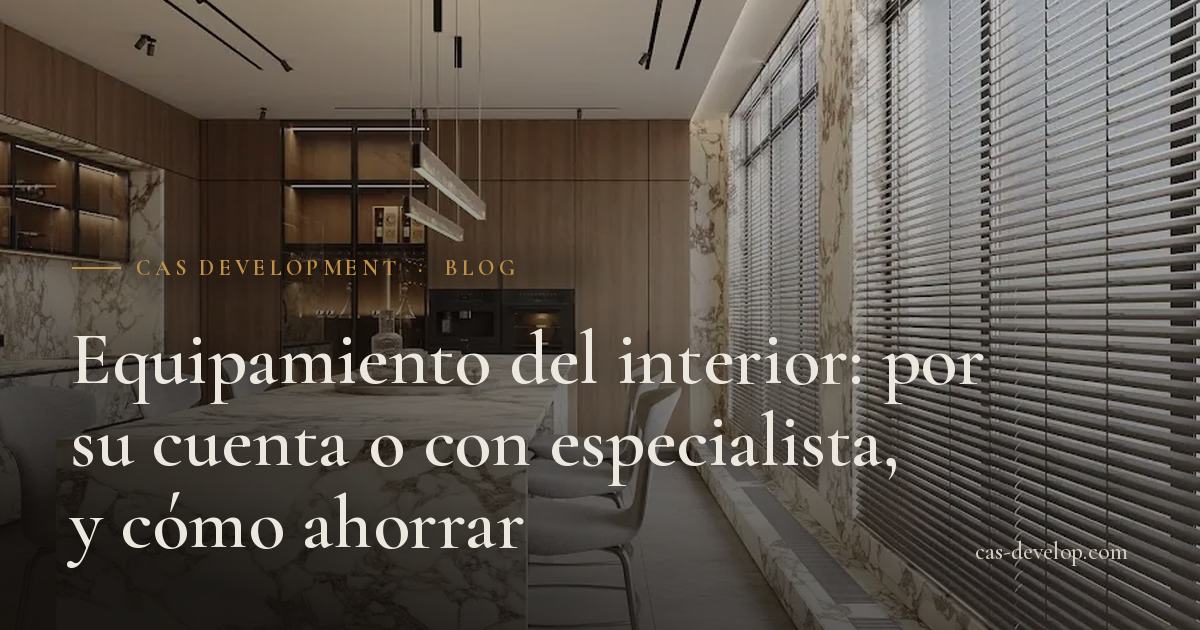 CAS DEVELOPMENT · BLOG
Equipamiento del interior: por
su cuenta o con especialista,
y cómo ahorrar
cas-develop.com